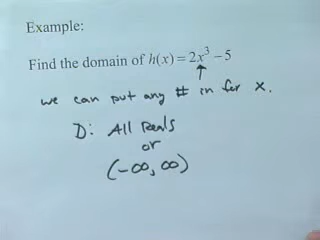 Example:
Find the domain of h(x) = 2x³ − 5
we can put any # in for x.
D: All Reals
or
(-∞, ∞)